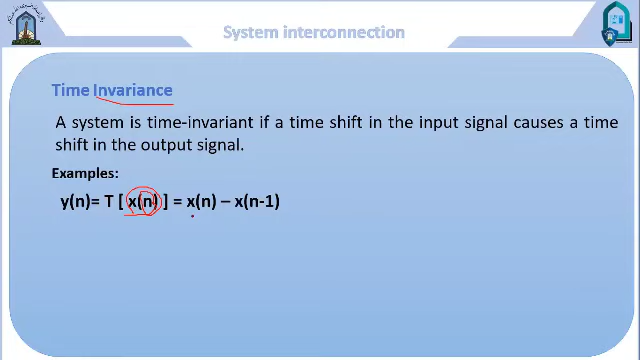 System interconnection
Time Invariance
A system is time-invariant if a time shift in the input signal causes a time
shift in the output signal.
Examples:
y(n)= T [ x(n) ] = x(n) – x(n-1)